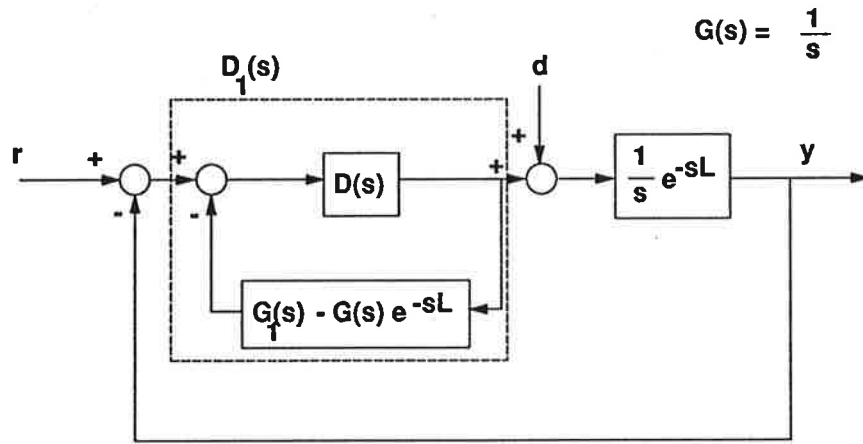 G(s) = 1/s
D₁(s)
d
r
+
+
+
+
y
-
-
D(s)
1/s e^-sL
G₁(s) - G(s) e^-sL